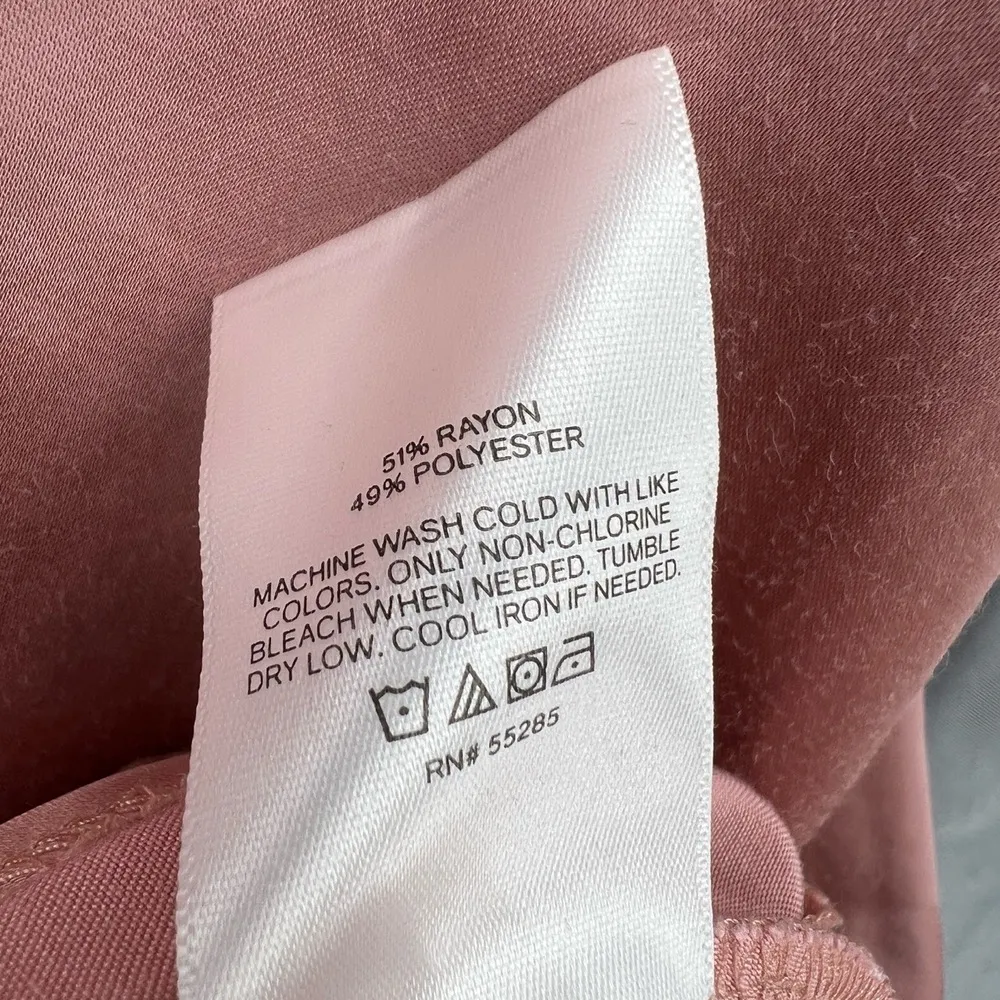 51% RAYON
49% POLYESTER
MACHINE WASH COLD WITH LIKE
COLORS. ONLY NON-CHLORINE
BLEACH WHEN NEEDED. TUMBLE
DRY LOW. COOL IRON IF NEEDED.
RN# 55285